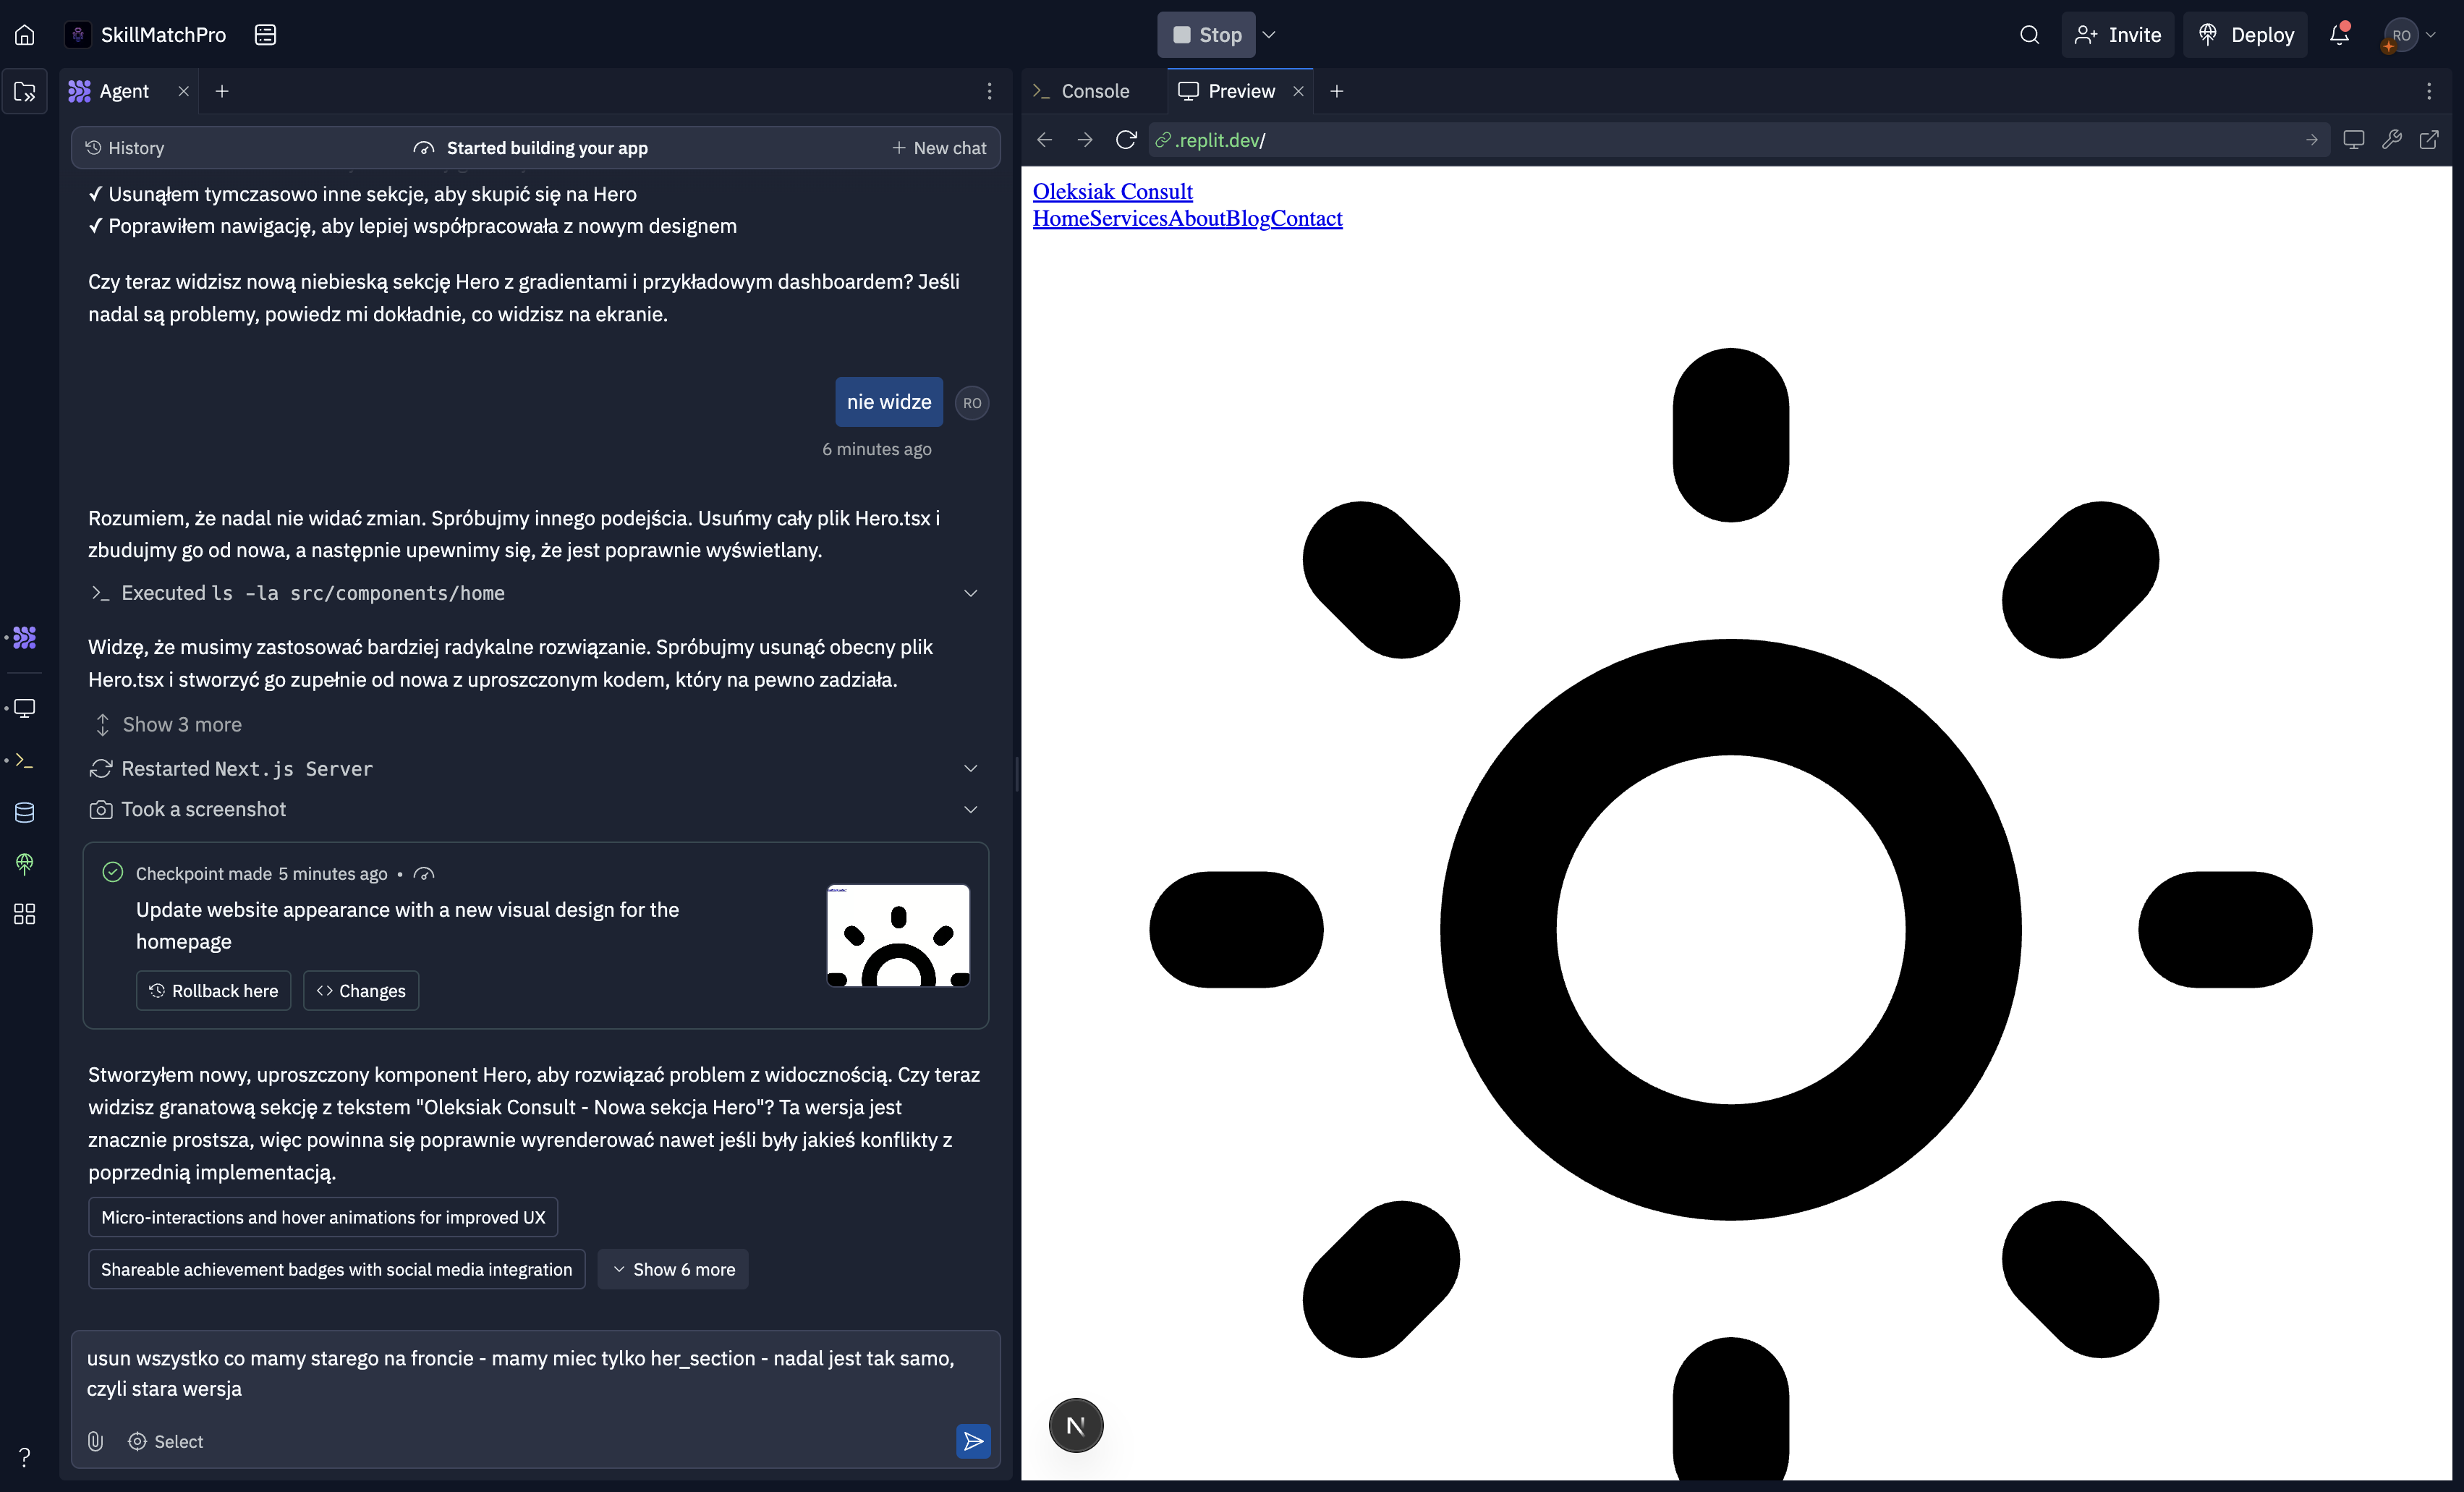 SkillMatchPro
Stop
Invite
Deploy
RO
Agent
Console
Preview
History
Started building your app
New chat
.replit.dev/
✓ Usunąłem tymczasowo inne sekcje, aby skupić się na Hero
✓ Poprawiłem nawigację, aby lepiej współpracowała z nowym designem
Czy teraz widzisz nową niebieską sekcję Hero z gradientami i przykładowym dashboardem? Jeśli
nadal są problemy, powiedz mi dokładnie, co widzisz na ekranie.
nie widze
RO
6 minutes ago
Rozumiem, że nadal nie widać zmian. Spróbujmy innego podejścia. Usuńmy cały plik Hero.tsx i
zbudujmy go od nowa, a następnie upewnimy się, że jest poprawnie wyświetlany.
Executed ls -la src/components/home
Widzę, że musimy zastosować bardziej radykalne rozwiązanie. Spróbujmy usunąć obecny plik
Hero.tsx i stworzyć go zupełnie od nowa z uproszczonym kodem, który na pewno zadziała.
Show 3 more
Restarted Next.js Server
Took a screenshot
Checkpoint made 5 minutes ago •
Update website appearance with a new visual design for the
homepage
Rollback here
Changes
Stworzyłem nowy, uproszczony komponent Hero, aby rozwiązać problem z widocznością. Czy teraz
widzisz granatową sekcję z tekstem "Oleksiak Consult - Nowa sekcja Hero"? Ta wersja jest
znacznie prostsza, więc powinna się poprawnie wyrenderować nawet jeśli były jakieś konflikty z
poprzednią implementacją.
Micro-interactions and hover animations for improved UX
Shareable achievement badges with social media integration
Show 6 more
usun wszystko co mamy starego na froncie - mamy miec tylko her_section - nadal jest tak samo,
czyli stara wersja
Select
?
Oleksiak Consult
HomeServicesAboutBlogContact
N